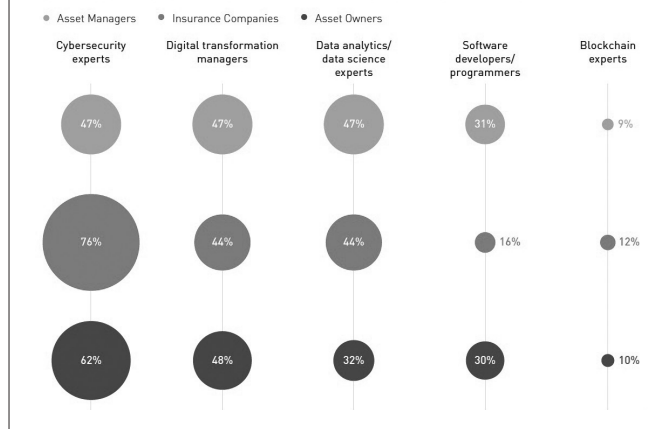 Asset Managers Insurance Companies Asset Owners
Cybersecurity
experts
Digital transformation
managers
Data analytics/
data science
experts
Software
developers/
programmers
Blockchain
experts
47% 47% 47% 31% 9%
76% 44% 44% 16% 12%
62% 48% 32% 30% 10%